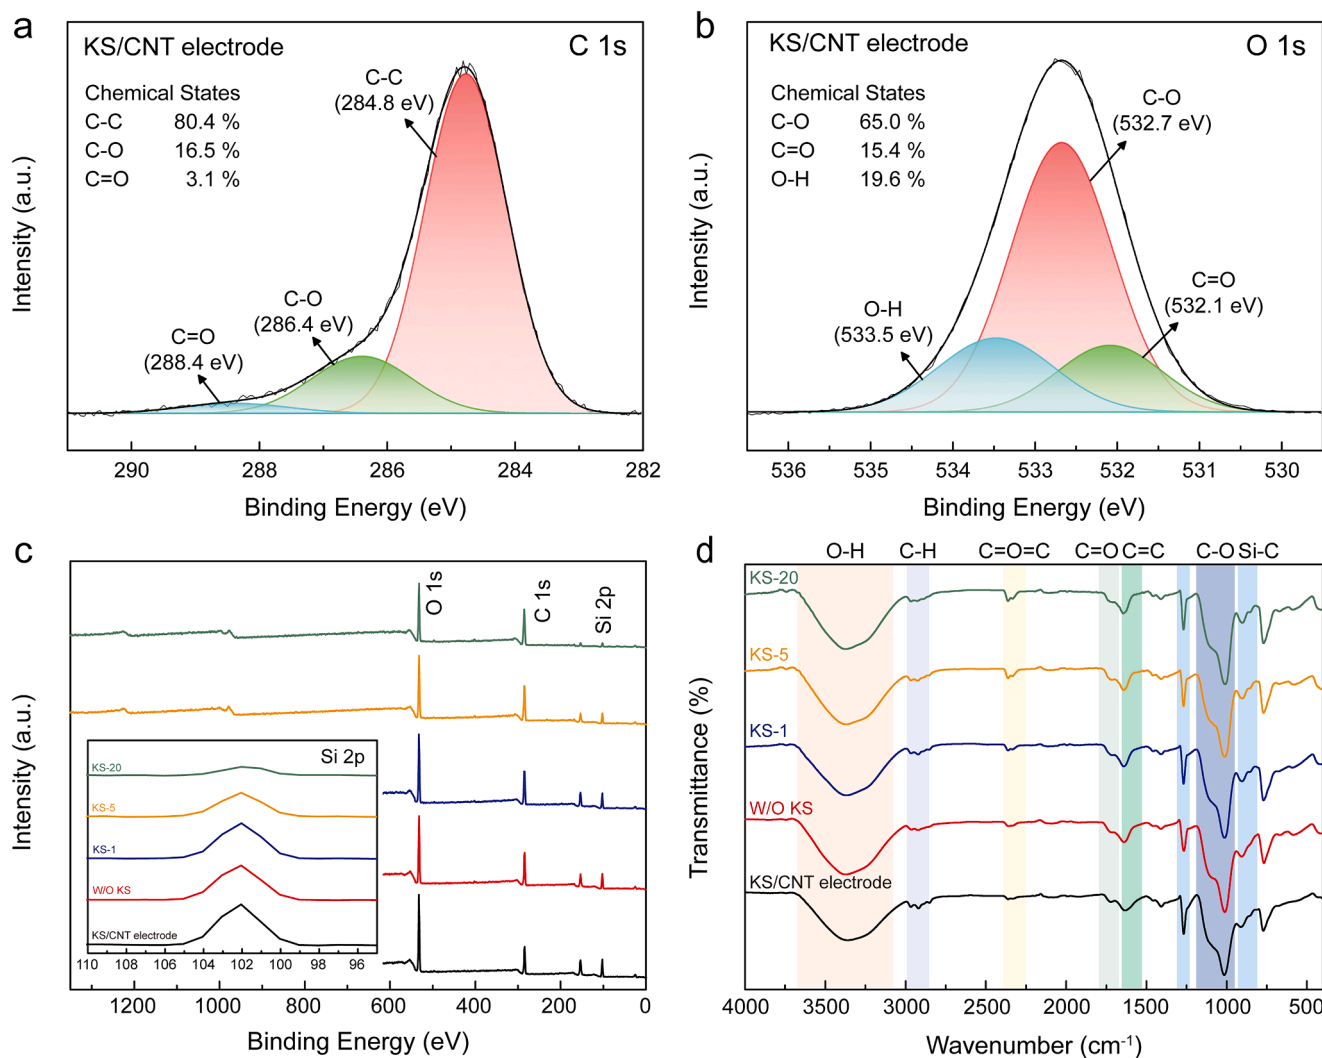 a
KS/CNT electrode
C 1s
Chemical States
C-C 80.4 %
C-O 16.5 %
C=O 3.1 %
C-C
(284.8 eV)
C-O
(286.4 eV)
C=O
(288.4 eV)
Intensity (a.u.)
290 288 286 284 282
Binding Energy (eV)
b
KS/CNT electrode
O 1s
Chemical States
C-O 65.0 %
C=O 15.4 %
O-H 19.6 %
C-O
(532.7 eV)
C=O
(532.1 eV)
O-H
(533.5 eV)
Intensity (a.u.)
536 535 534 533 532 531 530
Binding Energy (eV)
c
O 1s
C 1s
Si 2p
Intensity (a.u.)
Si 2p
KS-20
KS-5
KS-1
W/O KS
KS/CNT electrode
110 108 106 104 102 100 98 96
1200 1000 800 600 400 200 0
Binding Energy (eV)
d
O-H C-H C=O=C C=O C=C C-O Si-C
KS-20
KS-5
KS-1
W/O KS
KS/CNT electrode
Transmittance (%)
4000 3500 3000 2500 2000 1500 1000 500
Wavenumber (cm⁻¹)